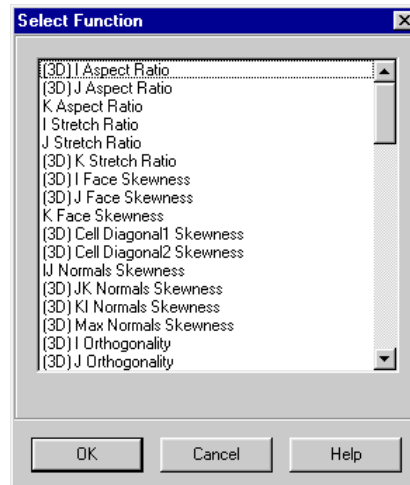 Select Function
(3D) I Aspect Ratio
(3D) J Aspect Ratio
K Aspect Ratio
I Stretch Ratio
J Stretch Ratio
(3D) K Stretch Ratio
(3D) I Face Skewness
(3D) J Face Skewness
K Face Skewness
(3D) Cell Diagonal1 Skewness
(3D) Cell Diagonal2 Skewness
IJ Normals Skewness
(3D) JK Normals Skewness
(3D) KI Normals Skewness
(3D) Max Normals Skewness
(3D) I Orthogonality
(3D) J Orthogonality
OK Cancel Help